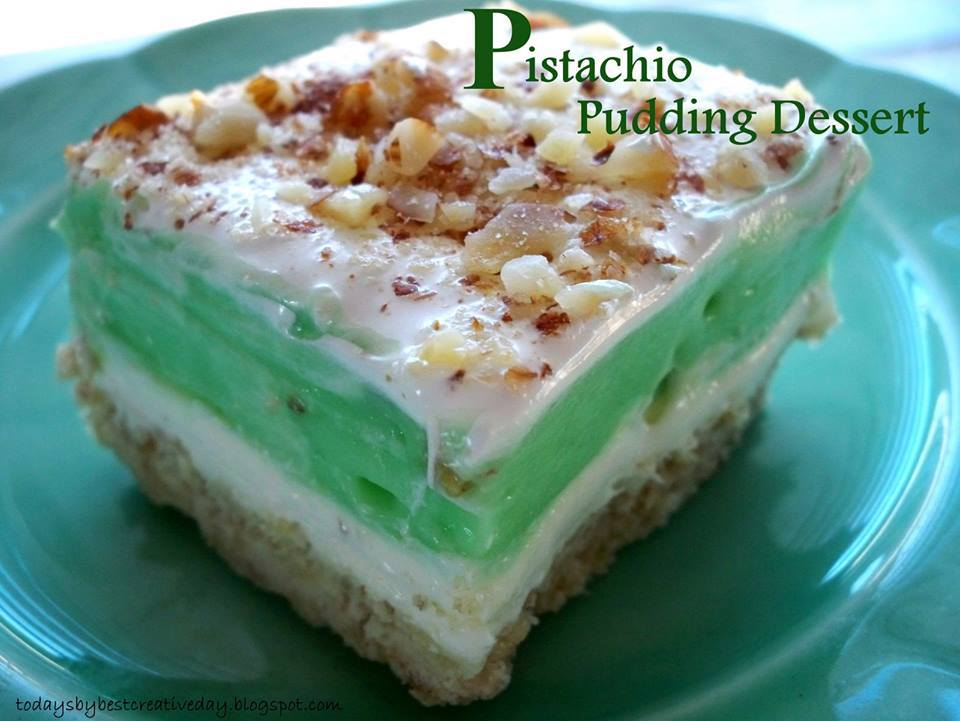 Pistachio
Pudding Dessert
todaysbybestcreativeday.blogspot.com